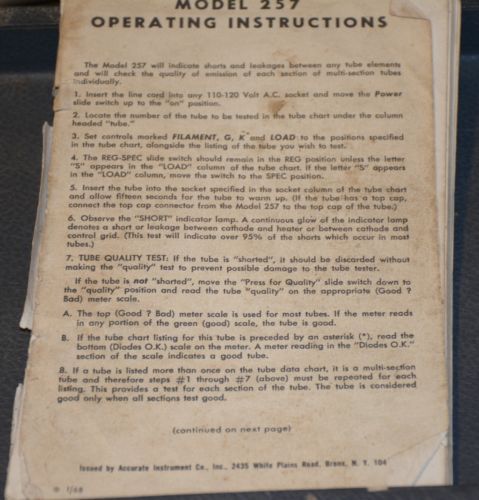 MODEL 257
OPERATING INSTRUCTIONS
The Model 257 will indicate shorts and leakages between any tube elements
and will check the quality of emission of each section of multi-section tubes
individually.
1. Insert the line cord into any 110-120 Volt A.C. socket and move the Power
slide switch up to the "on" position.
2. Locate the number of the tube to be tested in the tube chart under the column
headed "tube."
3. Set controls marked FILAMENT, G, K and LOAD to the positions specified
in the tube chart, alongside the listing of the tube you wish to test.
4. The REG-SPEC slide switch should remain in the REG position unless the letter
"S" appears in the "LOAD" column of the tube chart. If the letter "S" appears
in the "LOAD" column, move the switch to the SPEC position.
5. Insert the tube into the socket specified in the socket column of the tube chart
and allow fifteen seconds for the tube to warm up. (If the tube has a top cap,
connect the top cap connector from the Model 257 to the top cap of the tube.)
6. Observe the "SHORT" indicator lamp. A continuous glow of the indicator lamp
denotes a short or leakage between cathode and heater or between cathode and
control grid. (This test will indicate over 95% of the shorts which occur in most
tubes.)
7. TUBE QUALITY TEST: If the tube is "shorted", it should be discarded without
making the "quality" test to prevent possible damage to the tube tester.
If the tube is not "shorted", move the "Press for Quality" slide switch down to
the "quality" position and read the tube "quality" on the appropriate (Good ?
Bad) meter scale.
A. The top (Good ? Bad) meter scale is used for most tubes. If the meter reads
in any portion of the green (good) scale, the tube is good.
B. If the tube chart listing for this tube is preceded by an asterisk (*), read the
bottom (Diodes O.K.) scale on the meter. A meter reading in the "Diodes O.K."
section of the scale indicates a good tube.
8. If a tube is listed more than once on the tube data chart, it is a multi-section
tube and therefore steps #1 through #7 (above) must be repeated for each
listing. This provides a test for each section of the tube. The tube is considered
good only when all sections test good.
(continued on next page)
Issued by Accurate Instrument Co., Inc., 2435 White Plains Road, Bronx, N. Y. 104
© 1/68